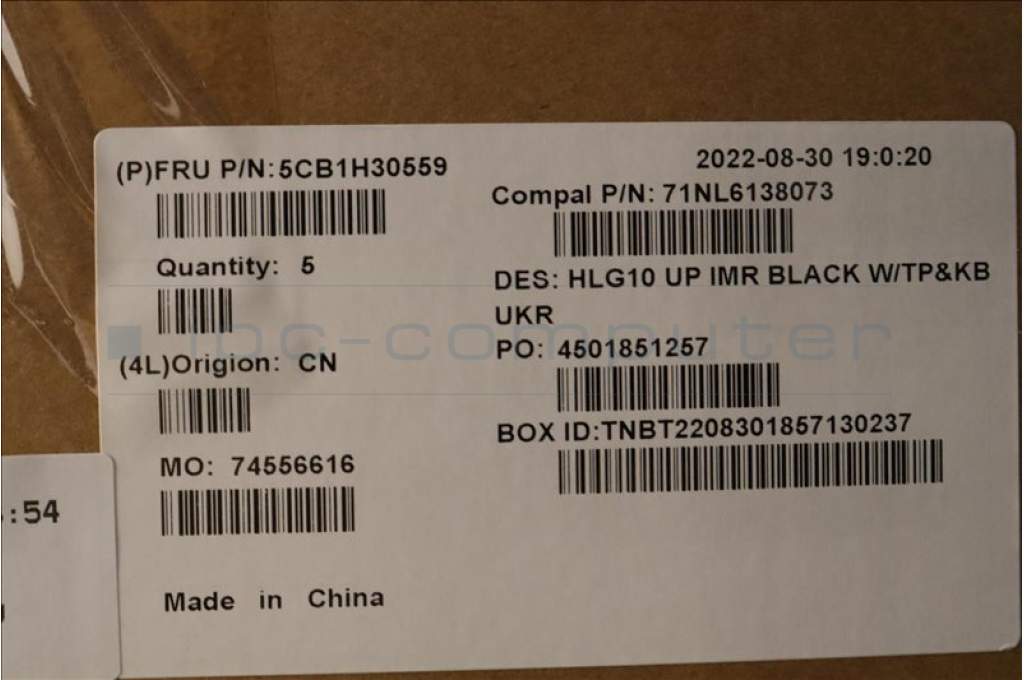 (P)FRU P/N:5CB1H30559
Quantity: 5
(4L)Origion: CN
MO: 74556616
Made in China
2022-08-30 19:0:20
Compal P/N: 71NL6138073
DES: HLG10 UP IMR BLACK W/TP&KB
UKR
PO: 4501851257
BOX ID:TNBT2208301857130237
:54
ipc-computer